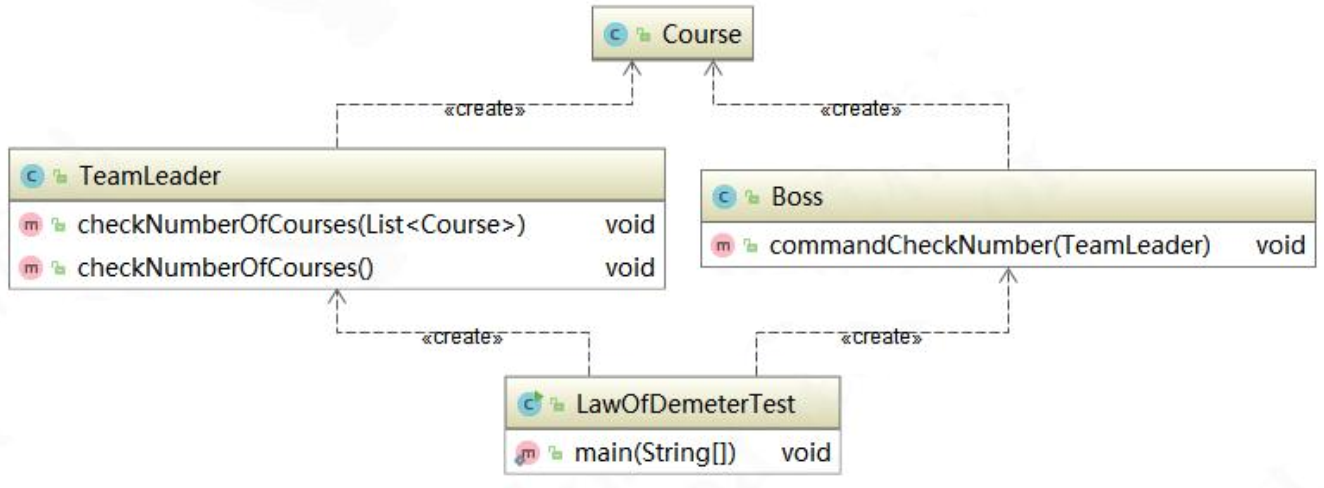 Course
«create» «create»
TeamLeader
checkNumberOfCourses(List<Course>) void
checkNumberOfCourses() void
Boss
commandCheckNumber(TeamLeader) void
«create» «create»
LawOfDemeterTest
main(String[]) void